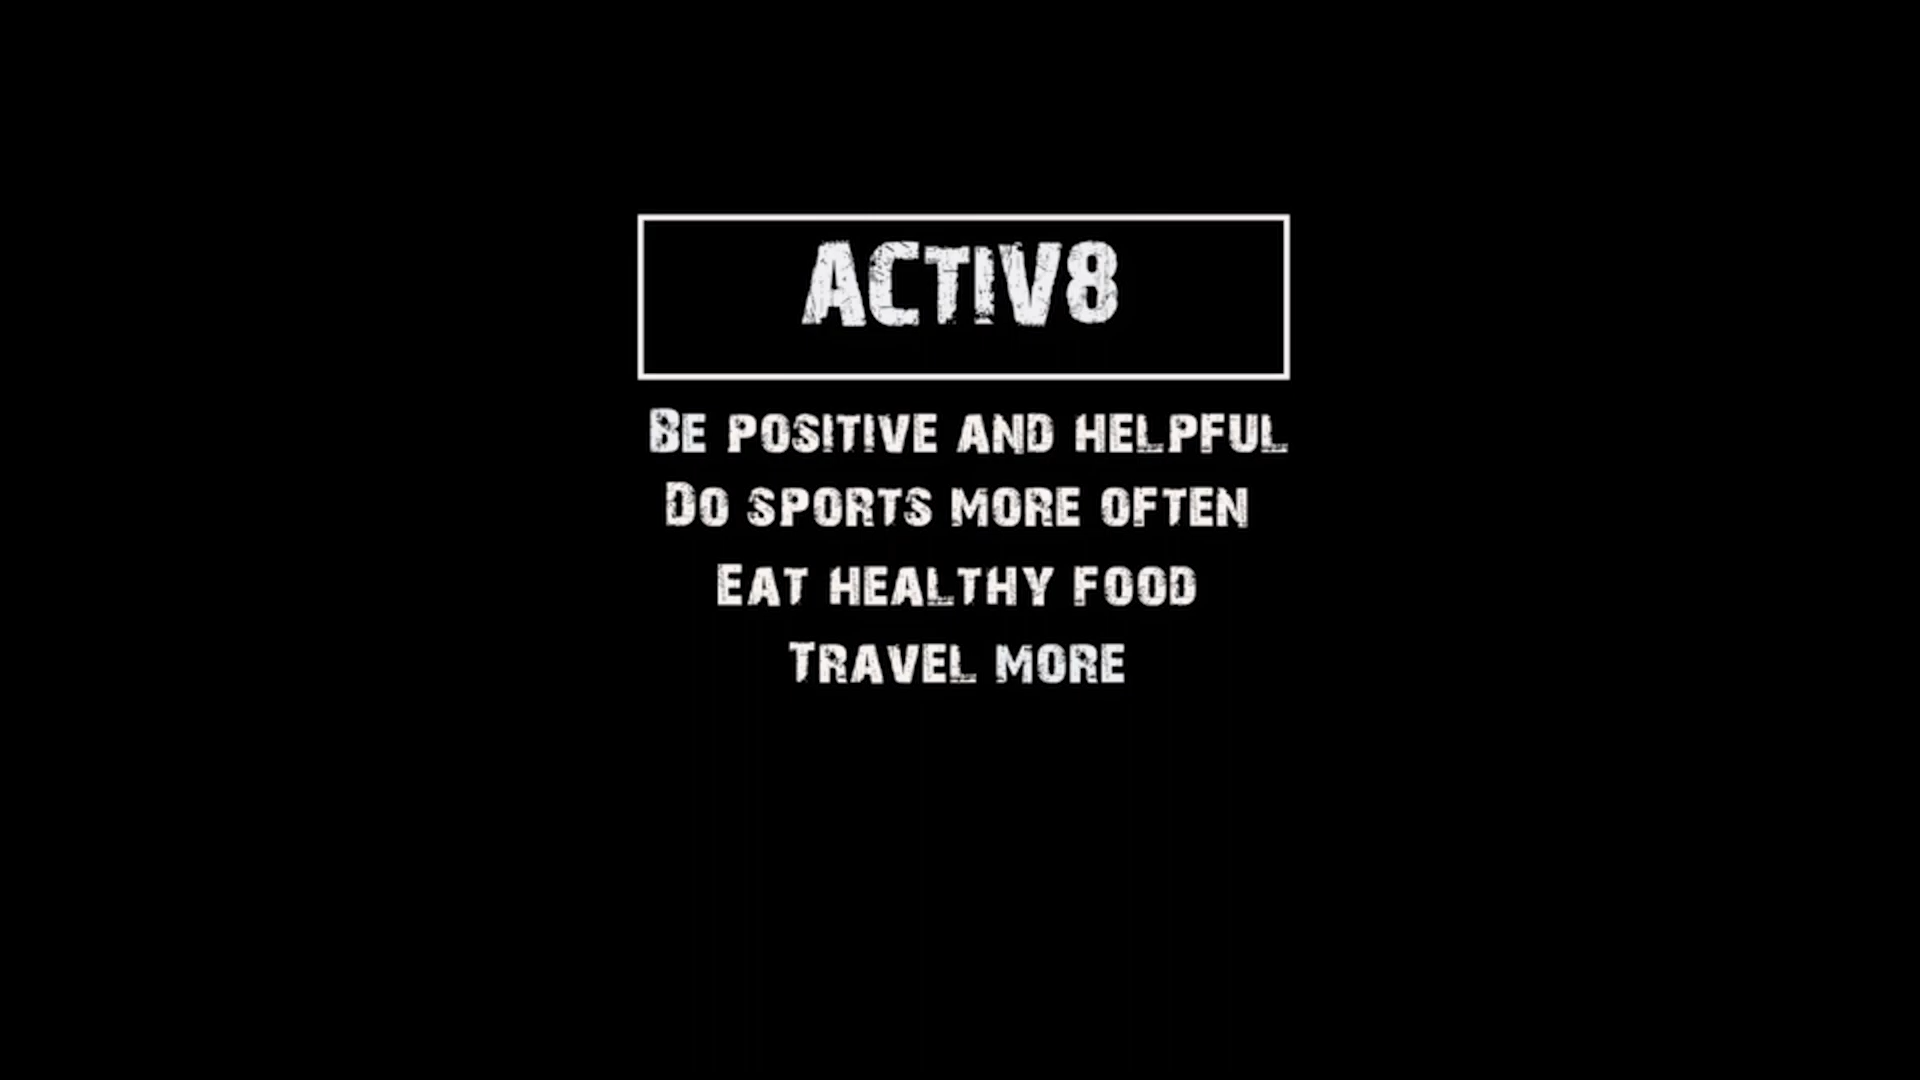 ACTIV8
Be positive and helpful
Do sports more often
Eat healthy food
Travel more